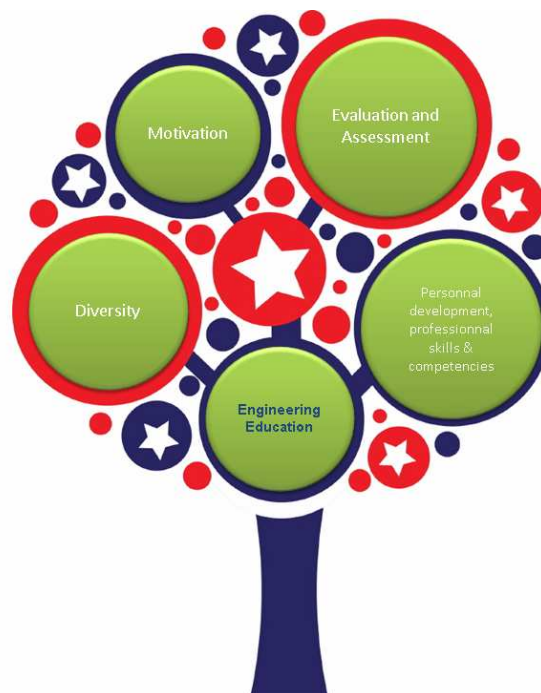 Motivation
Evaluation and
Assessment
Diversity
Personnal
development,
professionnal
skills &
competencies
Engineering
Education